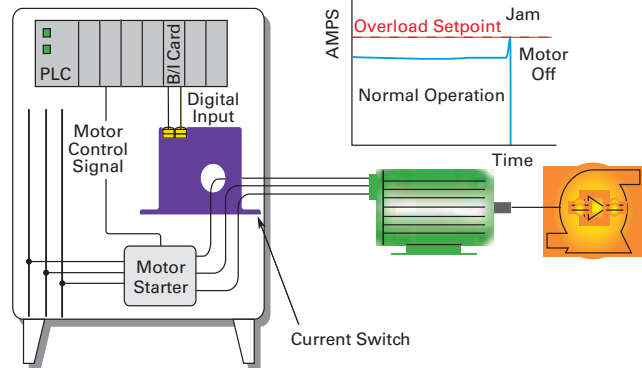 PLC
B/I Card
Digital
Input
Motor
Control
Signal
Motor
Starter
Current Switch
AMPS
Overload Setpoint
Jam
Motor
Off
Normal Operation
Time